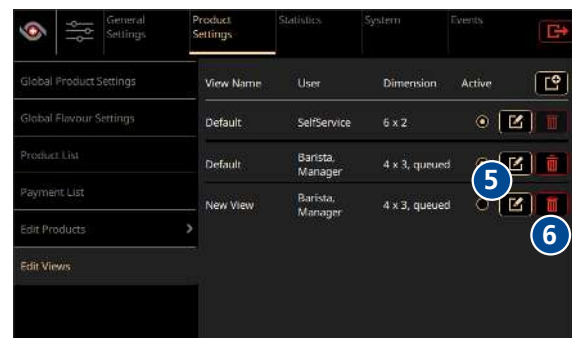 General
Settings
Product
Settings
Statistics
System
Events
Global Product Settings
Global Flavour Settings
Product List
Payment List
Edit Products
Edit Views
View Name User Dimension Active
Default SelfService 6 x 2
Default Barista,
Manager 4 x 3, queued
New View Barista,
Manager 4 x 3, queued
5
6